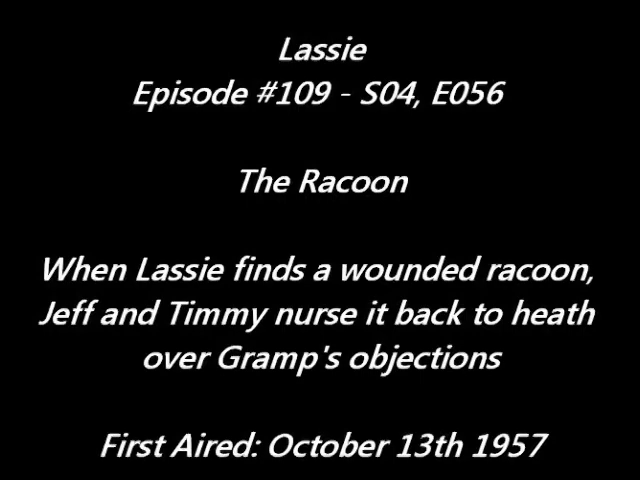 Lassie
Episode #109 - S04, E056
The Racoon
When Lassie finds a wounded racoon,
Jeff and Timmy nurse it back to heath
over Gramp's objections
First Aired: October 13th 1957